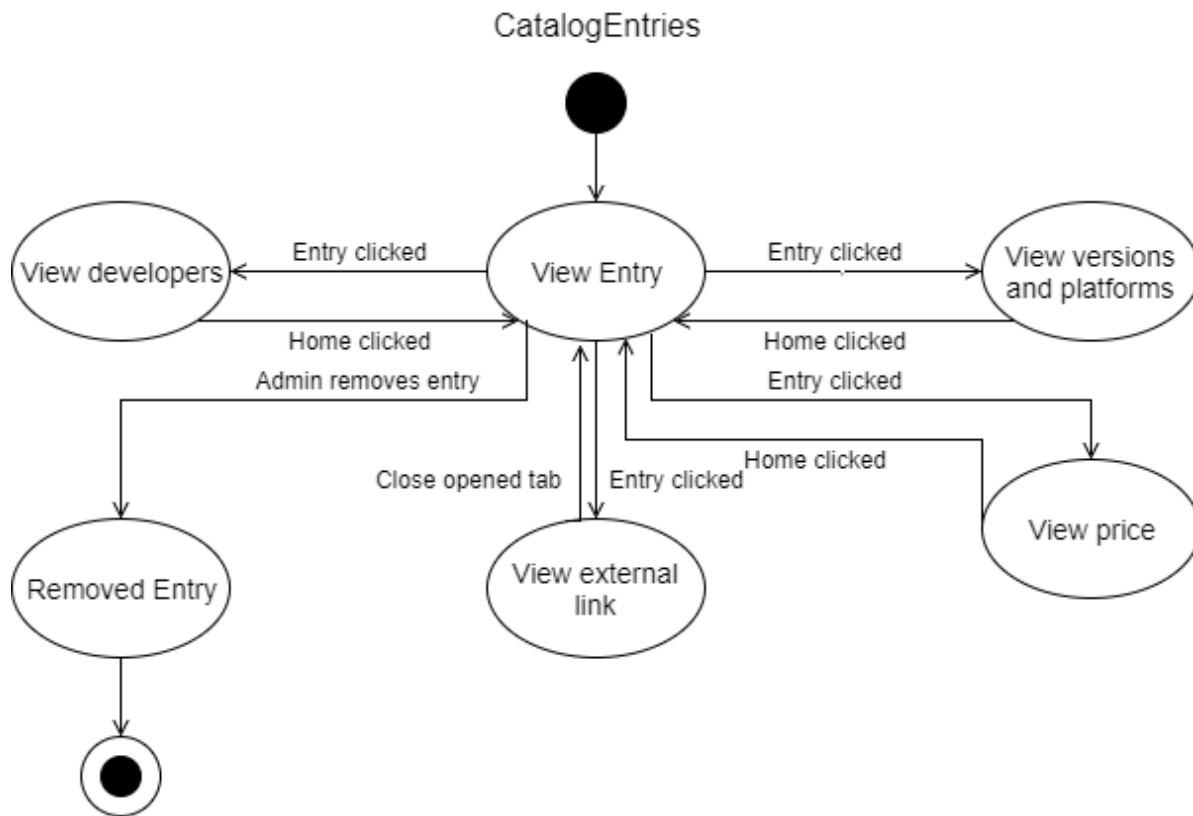 CatalogEntries
Entry clicked
Entry clicked
View developers
View Entry
View versions
and platforms
Home clicked
Home clicked
Admin removes entry
Entry clicked
Home clicked
Close opened tab
Entry clicked
View price
Removed Entry
View external
link